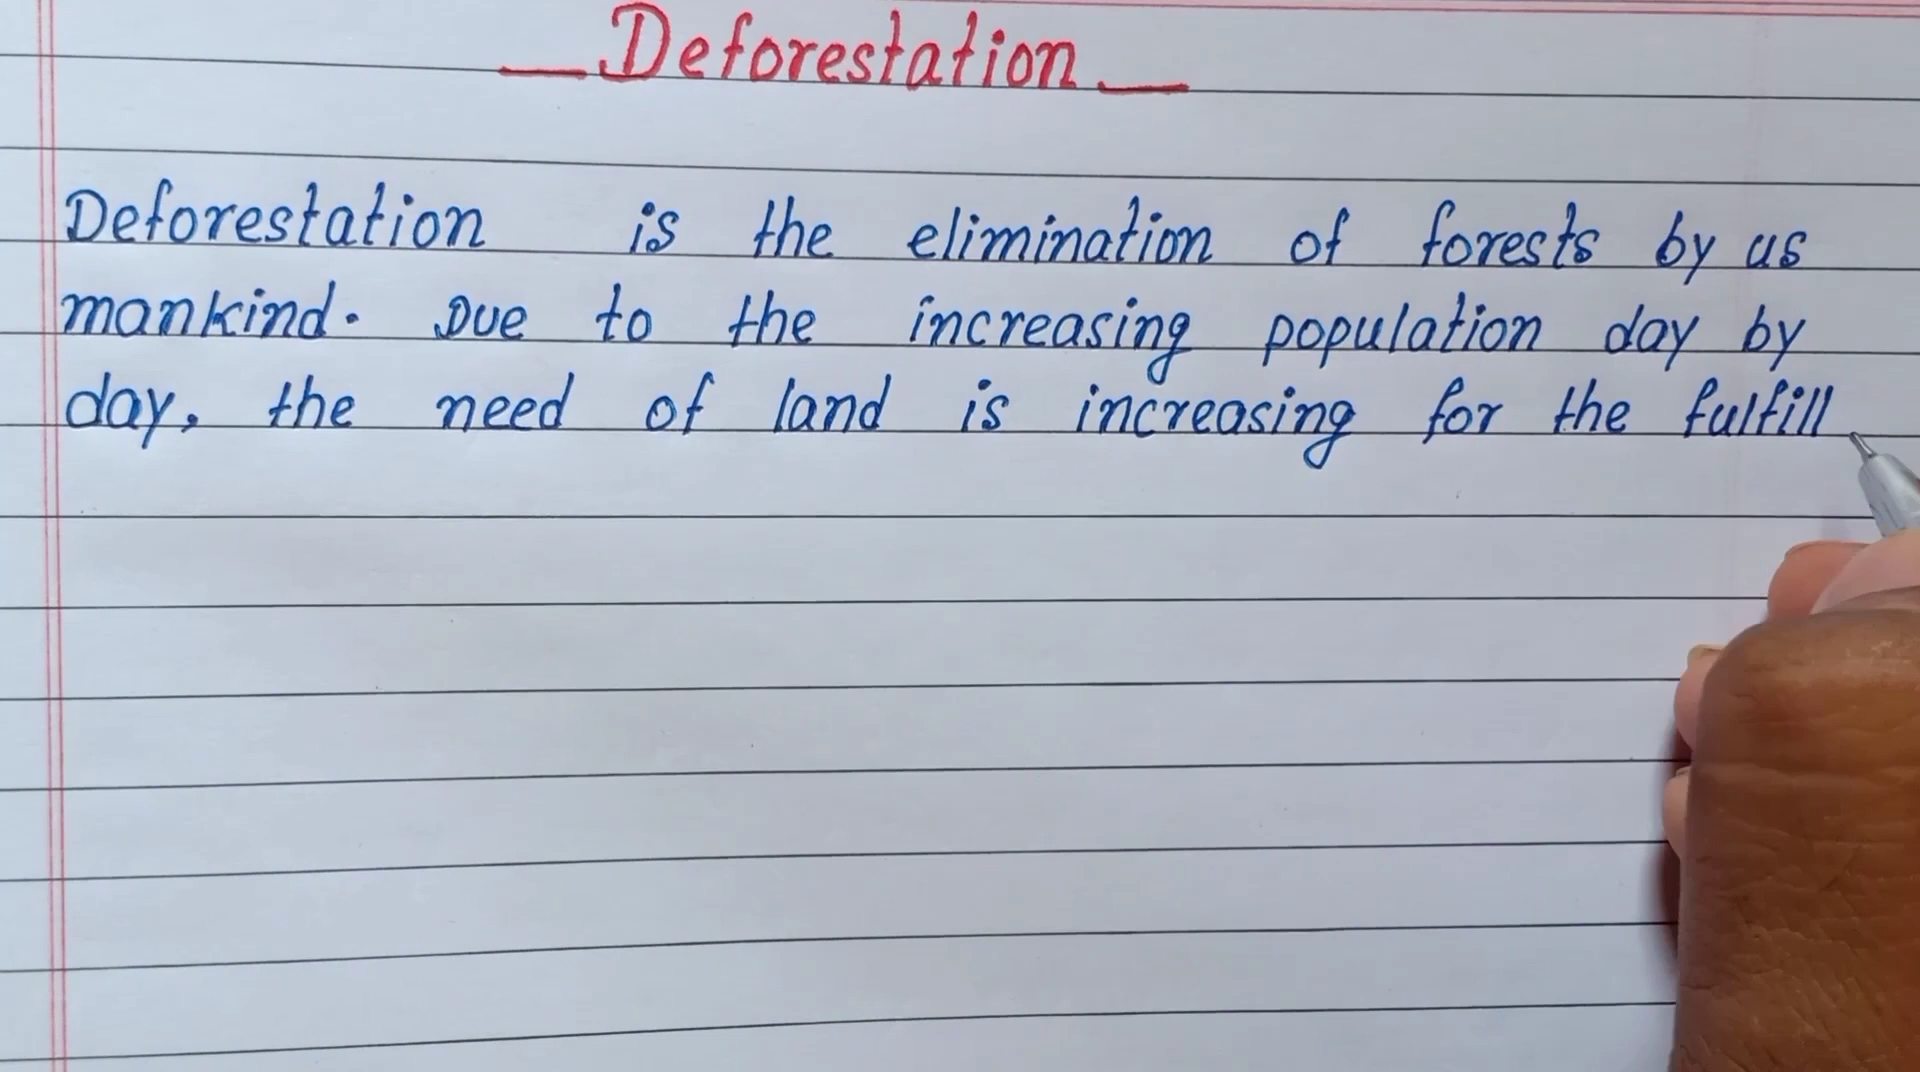 Deforestation
Deforestation is the elimination of forests by us
mankind. Due to the increasing population day by
day, the need of land is increasing for the fulfill